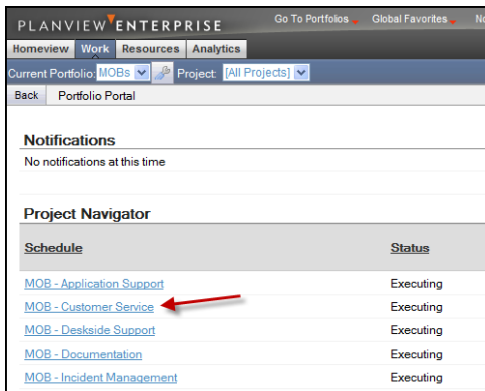 PLANVIEW ENTERPRISE Go To Portfolios Global Favorites
Homeview Work Resources Analytics
Current Portfolio: MOBs Project: [All Projects]
Back Portfolio Portal
Notifications
No notifications at this time
Project Navigator
Schedule Status
MOB - Application Support Executing
MOB - Customer Service Executing
MOB - Deskside Support Executing
MOB - Documentation Executing
MOB - Incident Management Executing